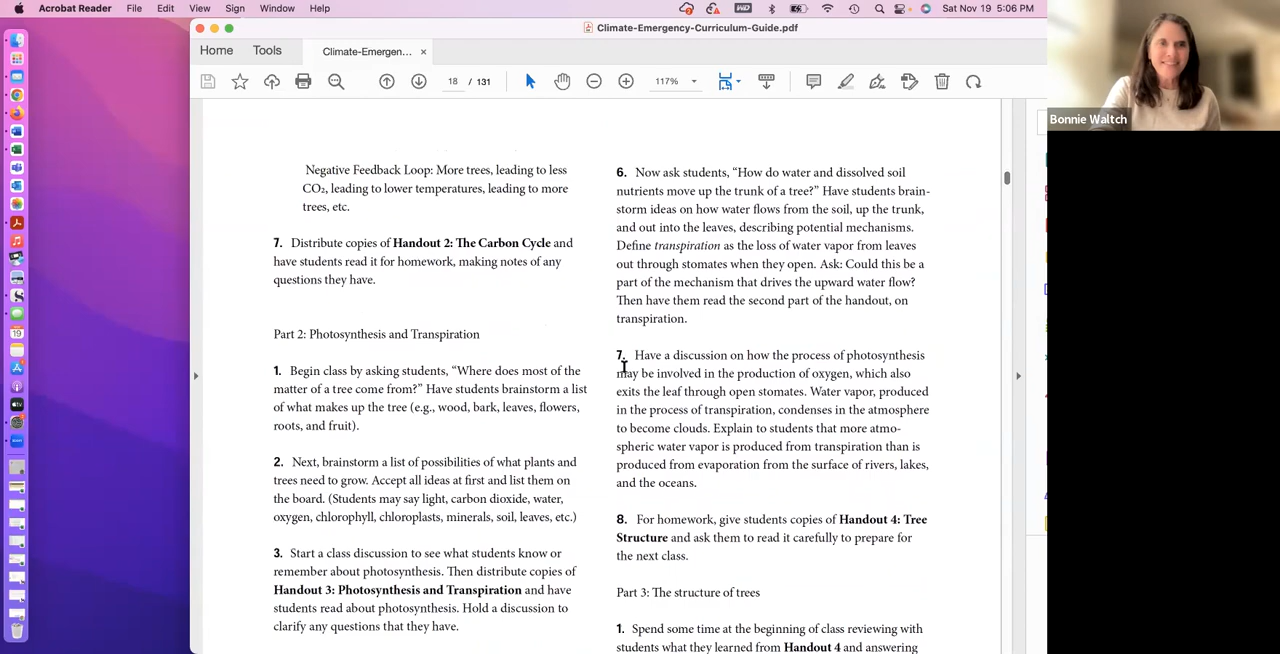 Acrobat Reader File Edit View Sign Window Help
Sat Nov 19 5:06 PM
Climate-Emergency-Curriculum-Guide.pdf
Home Tools Climate-Emergen... ×
18 / 131 117%
Bonnie Waltch
Negative Feedback Loop: More trees, leading to less
CO₂, leading to lower temperatures, leading to more
trees, etc.
7. Distribute copies of Handout 2: The Carbon Cycle and
have students read it for homework, making notes of any
questions they have.
Part 2: Photosynthesis and Transpiration
1. Begin class by asking students, “Where does most of the
matter of a tree come from?” Have students brainstorm a list
of what makes up the tree (e.g., wood, bark, leaves, flowers,
roots, and fruit).
2. Next, brainstorm a list of possibilities of what plants and
trees need to grow. Accept all ideas at first and list them on
the board. (Students may say light, carbon dioxide, water,
oxygen, chlorophyll, chloroplasts, minerals, soil, leaves, etc.)
3. Start a class discussion to see what students know or
remember about photosynthesis. Then distribute copies of
Handout 3: Photosynthesis and Transpiration and have
students read about photosynthesis. Hold a discussion to
clarify any questions that they have.
6. Now ask students, “How do water and dissolved soil
nutrients move up the trunk of a tree?” Have students brain-
storm ideas on how water flows from the soil, up the trunk,
and out into the leaves, describing potential mechanisms.
Define transpiration as the loss of water vapor from leaves
out through stomates when they open. Ask: Could this be a
part of the mechanism that drives the upward water flow?
Then have them read the second part of the handout, on
transpiration.
7. Have a discussion on how the process of photosynthesis
may be involved in the production of oxygen, which also
exits the leaf through open stomates. Water vapor, produced
in the process of transpiration, condenses in the atmosphere
to become clouds. Explain to students that more atmo-
spheric water vapor is produced from transpiration than is
produced from evaporation from the surface of rivers, lakes,
and the oceans.
8. For homework, give students copies of Handout 4: Tree
Structure and ask them to read it carefully to prepare for
the next class.
Part 3: The structure of trees
1. Spend some time at the beginning of class reviewing with
students what they learned from Handout 4 and answering